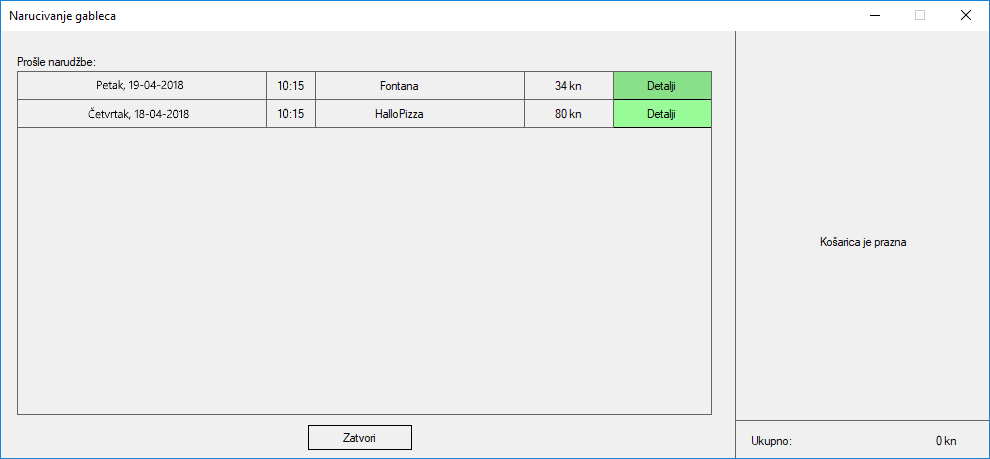 Narucivanje gableca
Prošle narudžbe:
Petak, 19-04-2018 10:15 Fontana 34 kn Detalji
Četvrtak, 18-04-2018 10:15 HalloPizza 80 kn Detalji
Košarica je prazna
Zatvori
Ukupno: 0 kn